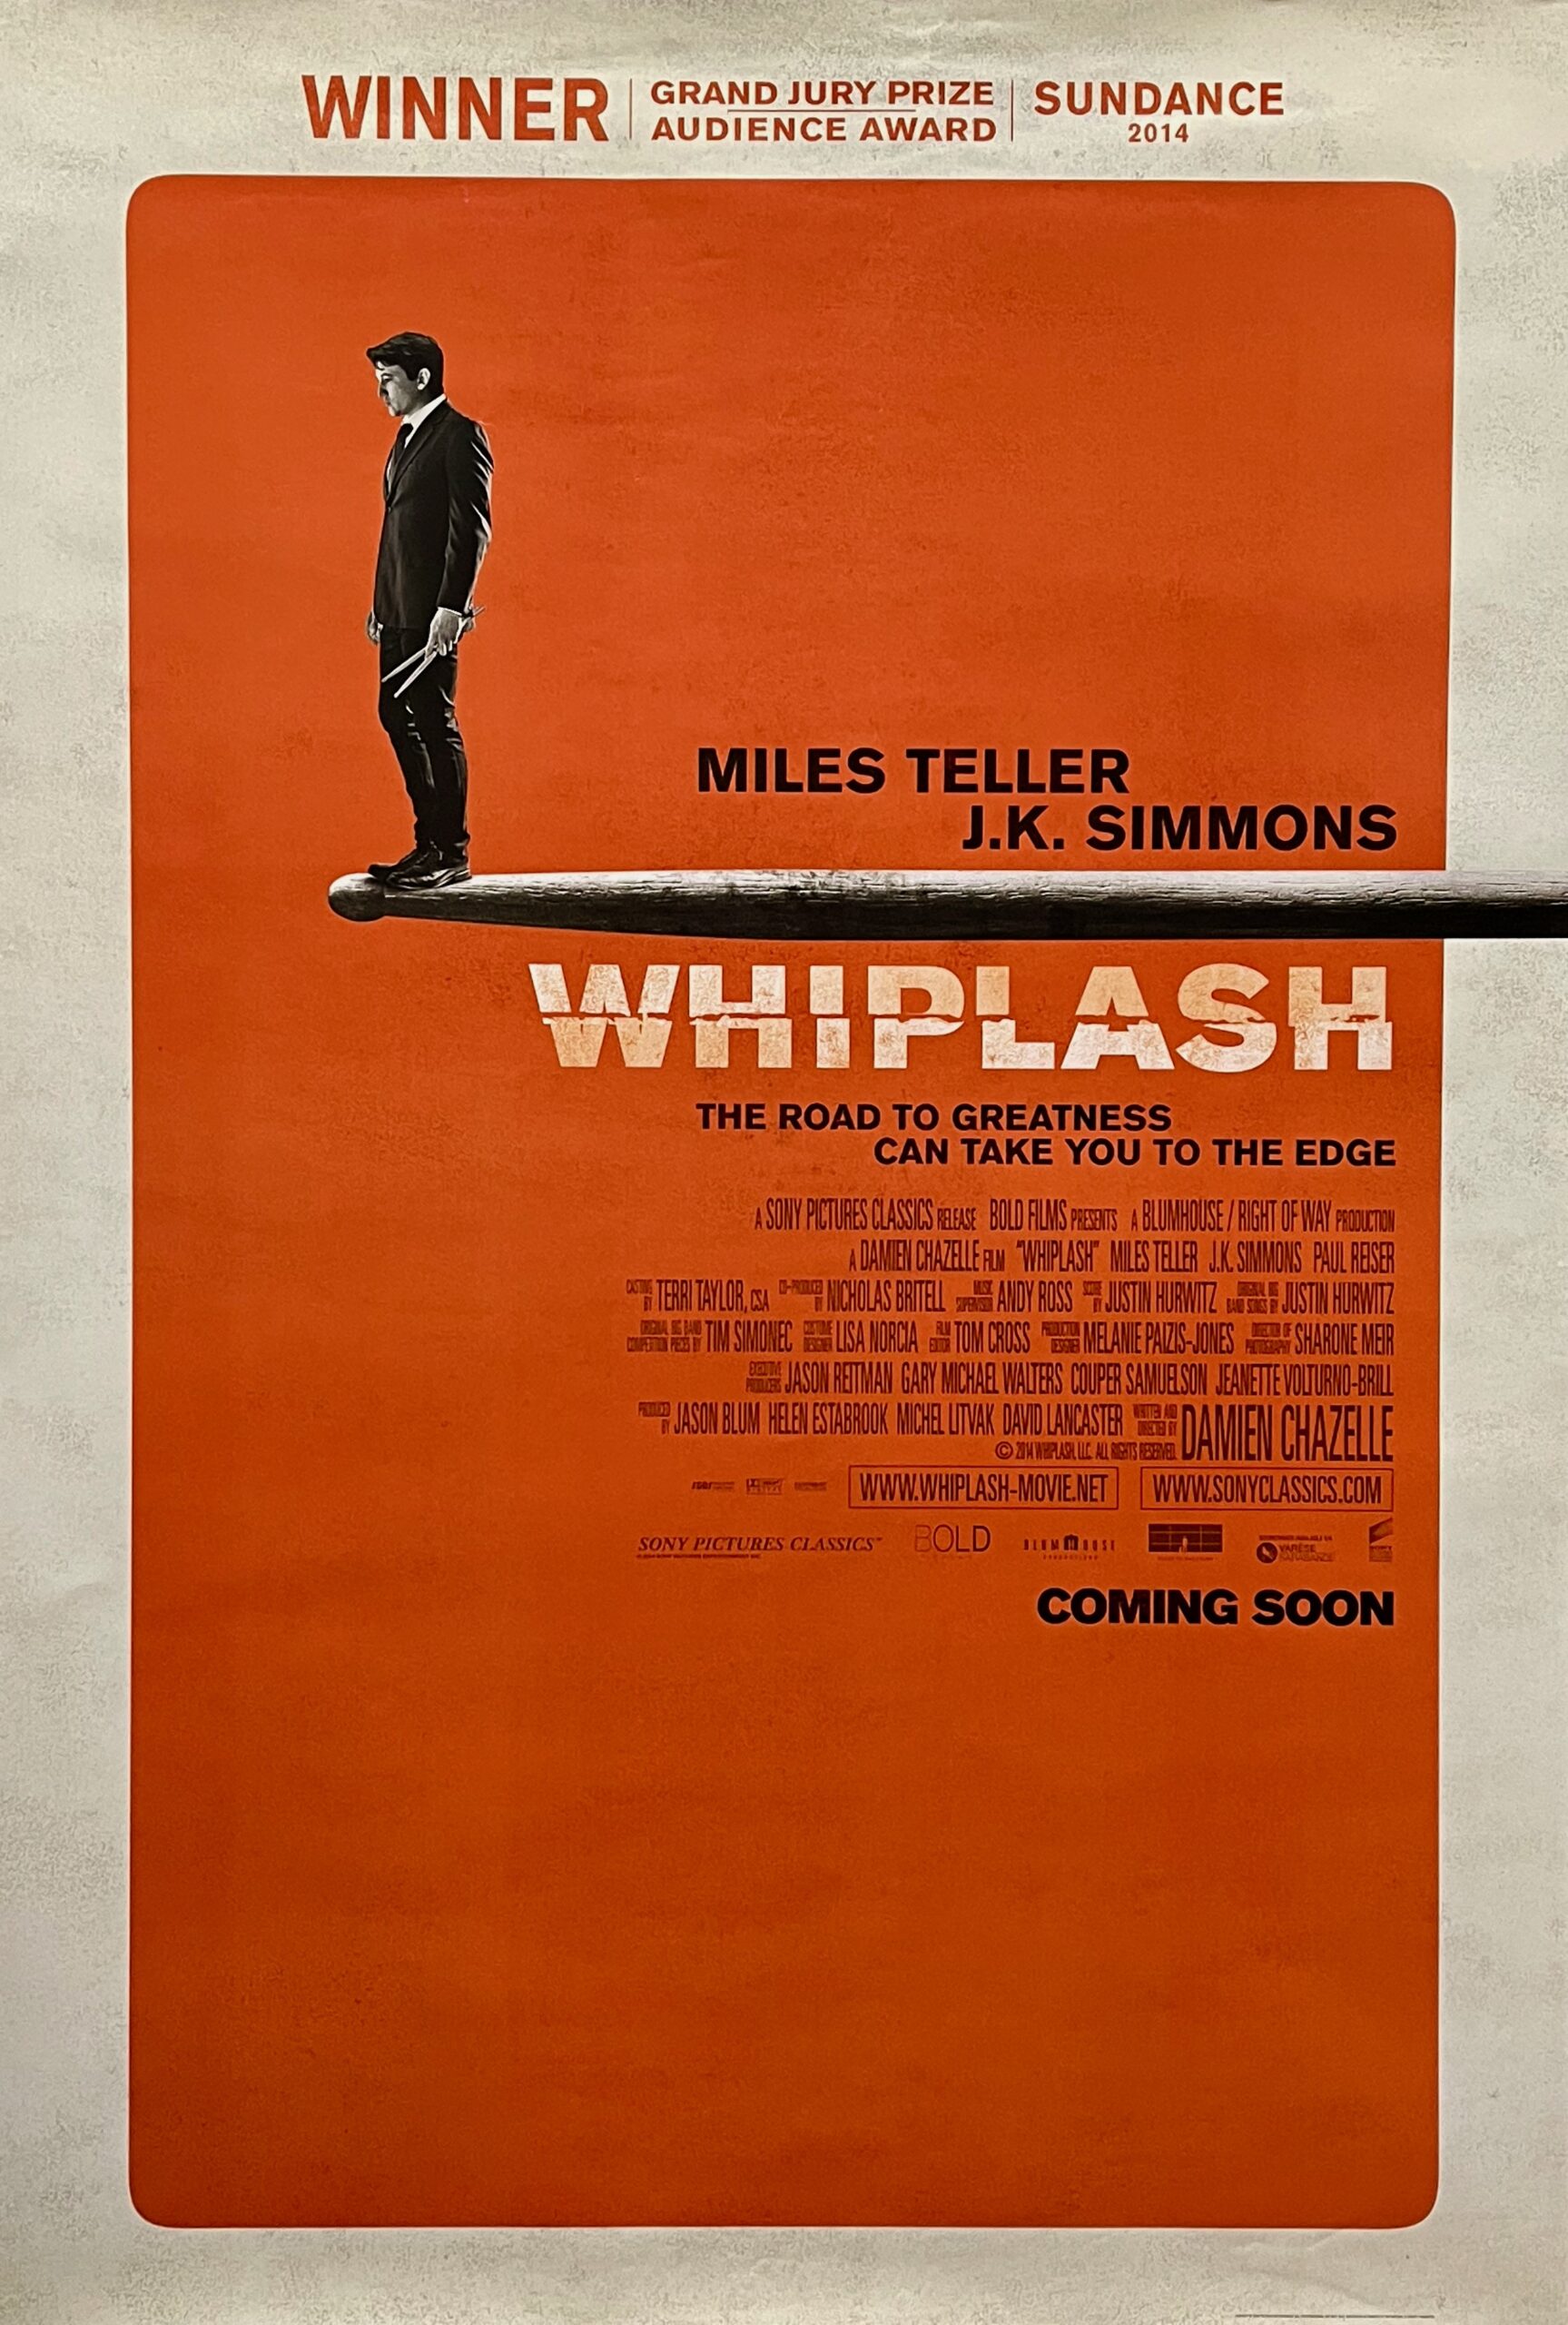 WINNER
GRAND JURY PRIZE
AUDIENCE AWARD
SUNDANCE
2014
MILES TELLER
J.K. SIMMONS
WHIPLASH
THE ROAD TO GREATNESS
CAN TAKE YOU TO THE EDGE
A SONY PICTURES CLASSICS RELEASE BOLD FILMS PRESENTS A BLUMHOUSE / RIGHT OF WAY PRODUCTION
A DAMIEN CHAZELLE FILM "WHIPLASH" MILES TELLER J.K. SIMMONS PAUL REISER
CASTING BY TERRI TAYLOR, CSA CO-PRODUCED BY NICHOLAS BRITELL MUSIC SUPERVISOR ANDY ROSS SCORE BY JUSTIN HURWITZ ORIGINAL BIG BAND SONGS BY JUSTIN HURWITZ
ORIGINAL BIG BAND COMPETITION PIECES BY TIM SIMONEC COSTUME DESIGNER LISA NORCIA FILM EDITOR TOM CROSS PRODUCTION DESIGNER MELANIE PAIZIS-JONES DIRECTOR OF PHOTOGRAPHY SHARONE MEIR
EXECUTIVE PRODUCERS JASON REITMAN GARY MICHAEL WALTERS COUPER SAMUELSON JEANETTE VOLTURNO-BRILL
PRODUCED BY JASON BLUM HELEN ESTABROOK MICHEL LITVAK DAVID LANCASTER WRITTEN AND DIRECTED BY DAMIEN CHAZELLE
© 2014 WHIPLASH, LLC. ALL RIGHTS RESERVED.
WWW.WHIPLASH-MOVIE.NET WWW.SONYCLASSICS.COM
SONY PICTURES CLASSICS™ BOLD BLUMHOUSE VARÈSE SARABANDE
COMING SOON